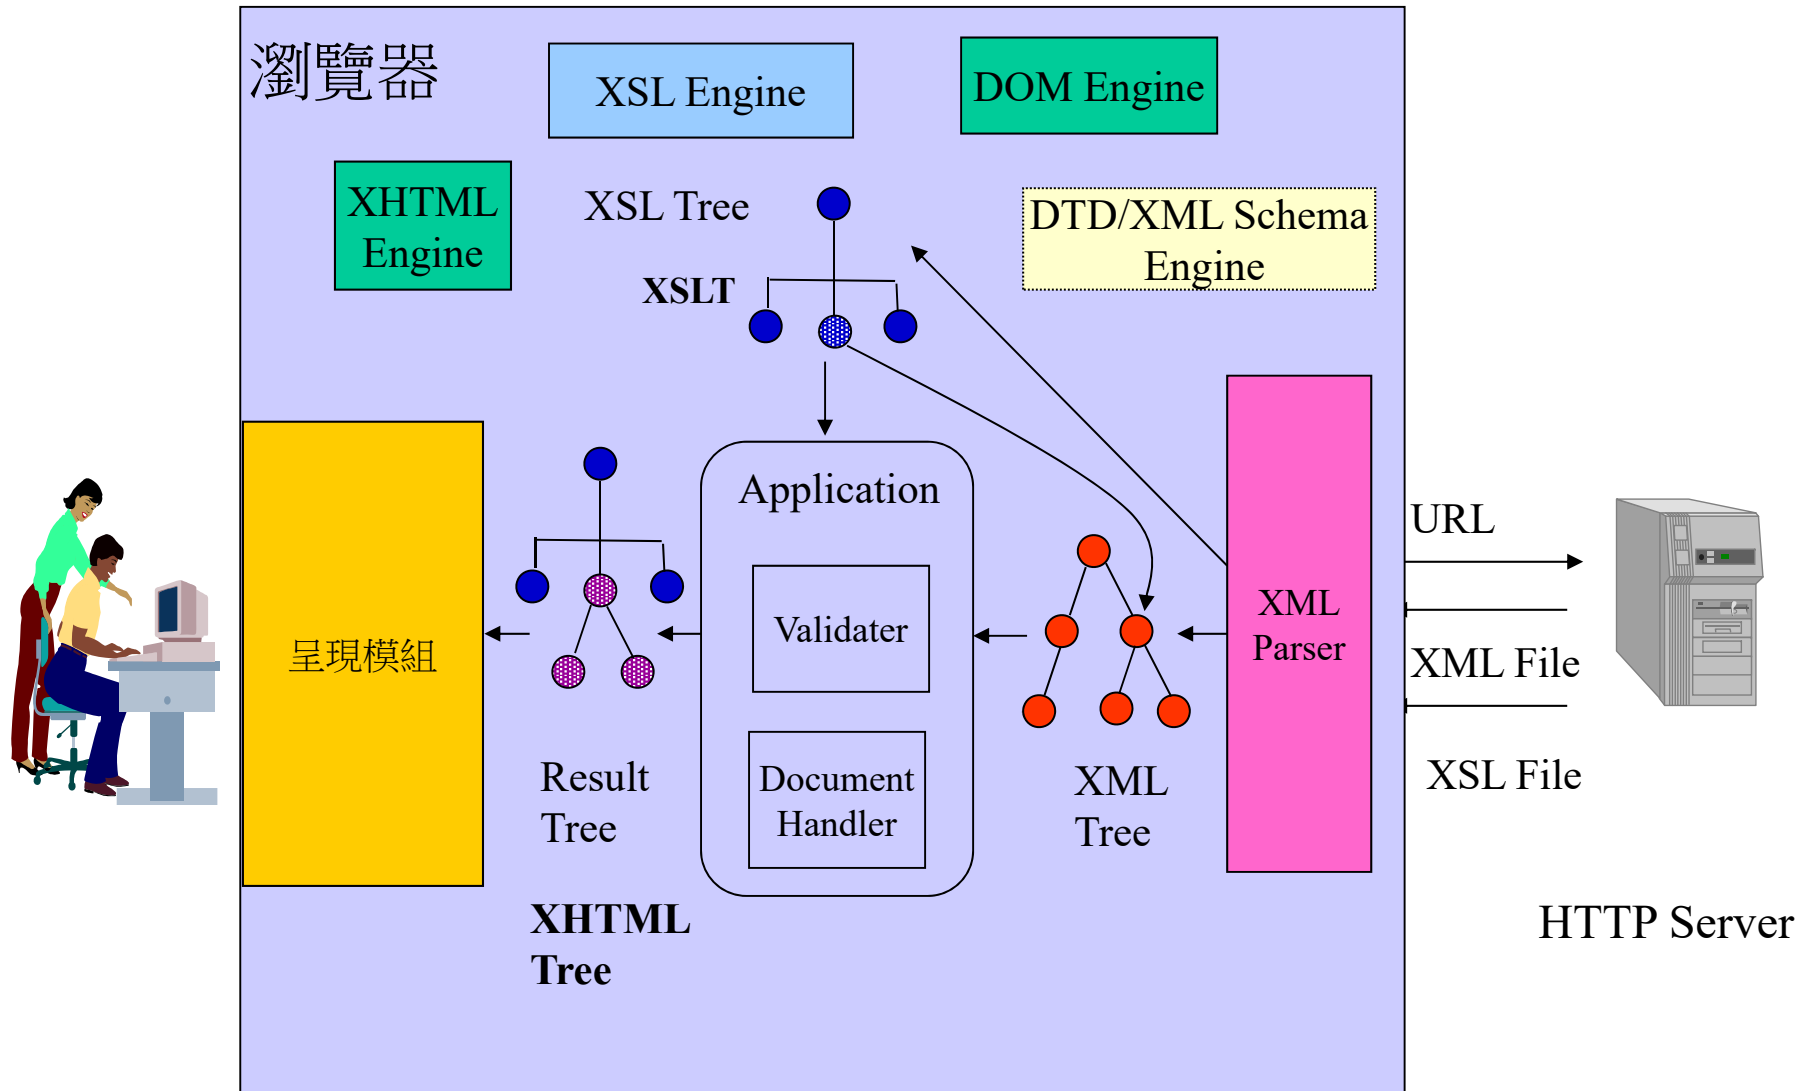 瀏覽器
XSL Engine
DOM Engine
XHTML
Engine
XSL Tree
DTD/XML Schema
Engine
XSLT
Application
URL
XML
Parser
Validater
呈現模組
XML File
Result
Tree
Document
Handler
XML
Tree
XSL File
XHTML
Tree
HTTP Server